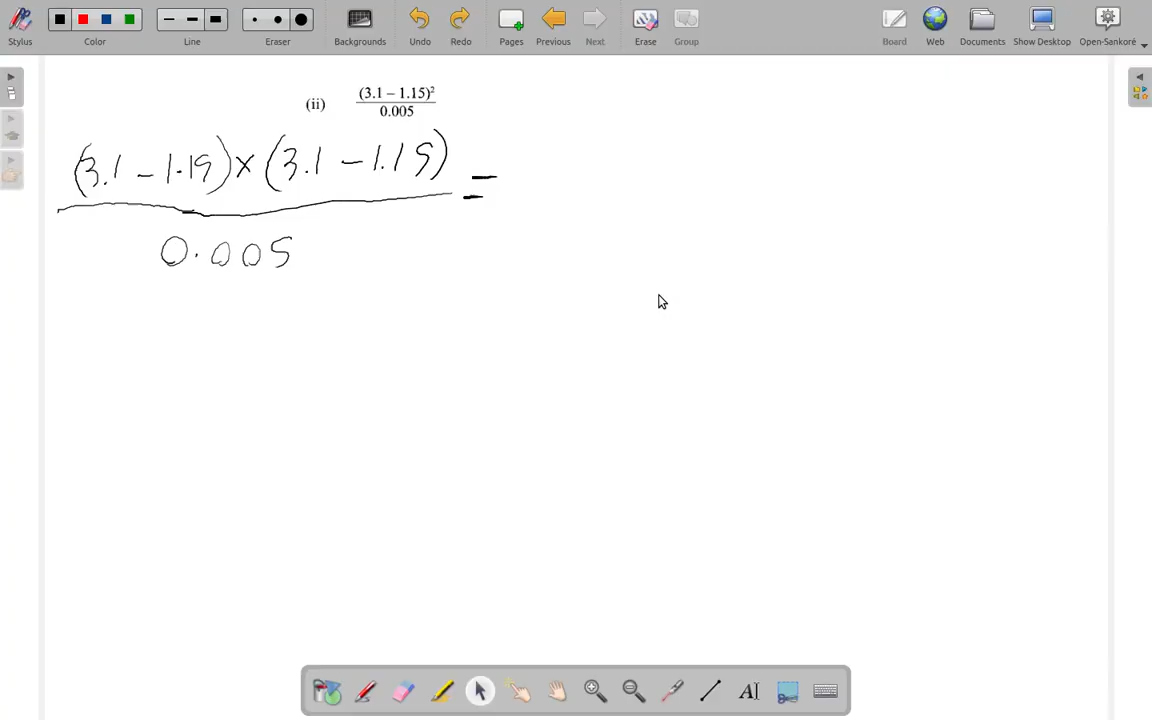 Stylus Color Line Eraser Backgrounds Undo Redo Pages Previous Next Erase Group Board Web Documents Show Desktop Open-Sankoré
(ii) (3.1 – 1.15)²
0.005
(3.1 - 1.15) × (3.1 - 1.15) =
0.005
AI